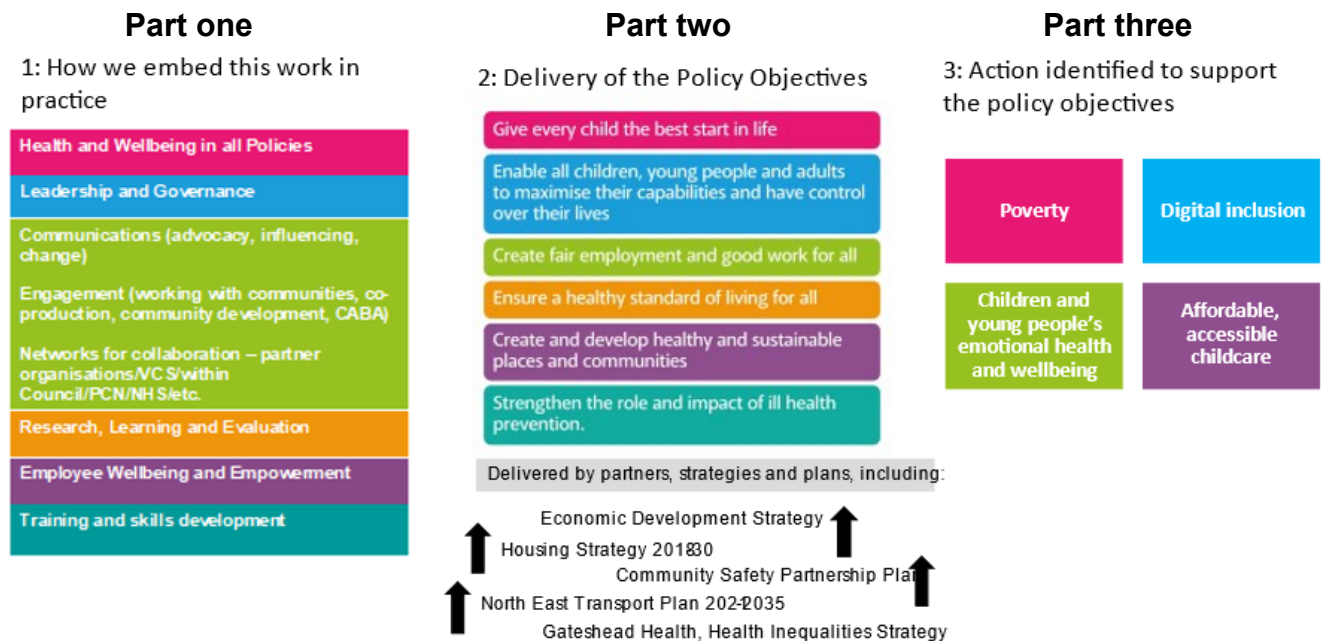 Part one
1: How we embed this work in
practice
Health and Wellbeing in all Policies
Leadership and Governance
Communications (advocacy, influencing,
change)
Engagement (working with communities, co-
production, community development, CABA)
Networks for collaboration – partner
organisations/VCS/within
Council/PCN/NHS/etc.
Research, Learning and Evaluation
Employee Wellbeing and Empowerment
Training and skills development
Part two
2: Delivery of the Policy Objectives
Give every child the best start in life
Enable all children, young people and adults
to maximise their capabilities and have control
over their lives
Create fair employment and good work for all
Ensure a healthy standard of living for all
Create and develop healthy and sustainable
places and communities
Strengthen the role and impact of ill health
prevention.
Delivered by partners, strategies and plans, including:
Economic Development Strategy
Housing Strategy 201830
Community Safety Partnership Plan
North East Transport Plan 2021-2035
Gateshead Health, Health Inequalities Strategy
Part three
3: Action identified to support
the policy objectives
Poverty
Digital inclusion
Children and
young people's
emotional health
and wellbeing
Affordable,
accessible
childcare